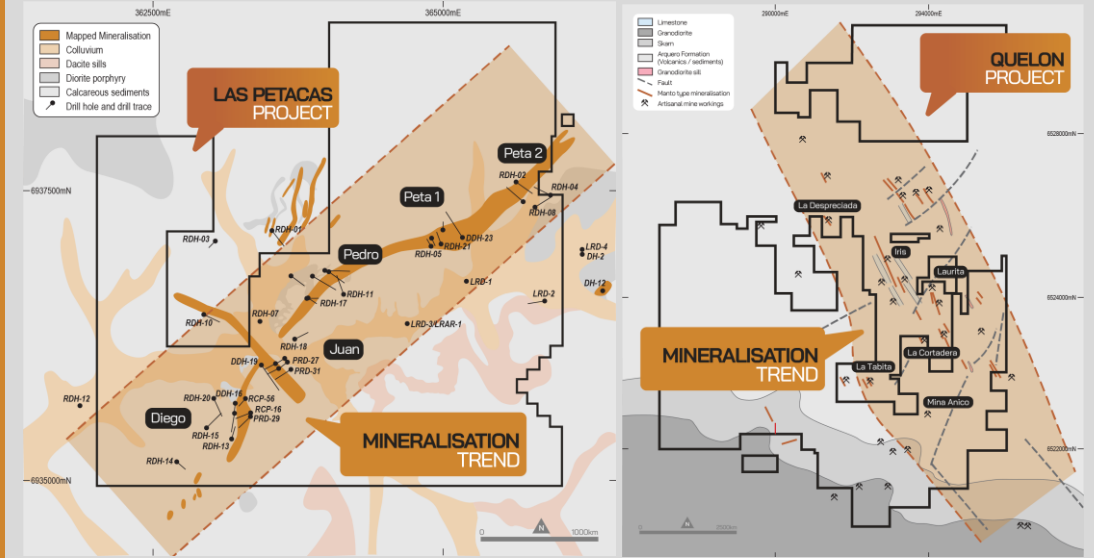 362500mE
365000mE
Mapped Mineralisation
Colluvium
Dacite sills
Diorite porphyry
Calcareous sediments
Drill hole and drill trace
LAS PETACAS
PROJECT
6937500mN
6935000mN
Peta 2
RDH-02
RDH-04
RDH-08
Peta 1
DDH-23
RDH-21
RDH-05
RDH-01
RDH-03
Pedro
RDH-11
RDH-17
LRD-4
DH-2
DH-12
LRD-1
LRD-2
LRD-3/LRAR-1
RDH-10
RDH-07
RDH-18
Juan
DDH-19
PRD-27
PRD-31
RDH-12
RDH-20
DDH-16
RCP-56
RCP-16
PRD-29
Diego
RDH-15
RDH-13
RDH-14
MINERALISATION
TREND
N
0
1000km
290000mE
294000mE
Limestone
Granodiorite
Skarn
Arquero Formation
(Volcanics / sediments)
Granodiorite sill
Fault
Manto type mineralisation
Artisanal mine workings
QUELON
PROJECT
6528000mN
6524000mN
6522000mN
La Despreciada
Iris
Laurita
MINERALISATION
TREND
La Cortadera
La Tabita
Mina Anico
N
0